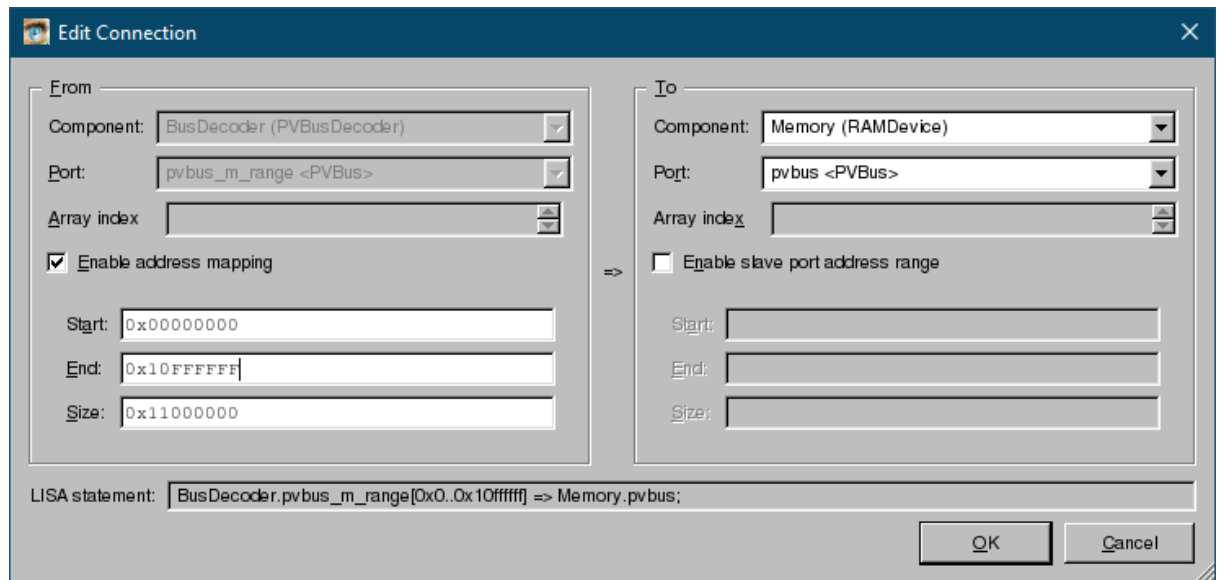 Edit Connection
From
Component: BusDecoder (PVBusDecoder)
Port: pvbus_m_range <PVBus>
Array index
Enable address mapping
Start: 0x00000000
End: 0x10FFFFFF
Size: 0x11000000
=>
To
Component: Memory (RAMDevice)
Port: pvbus <PVBus>
Array index
Enable slave port address range
Start:
End:
Size:
LISA statement: BusDecoder.pvbus_m_range[0x0..0x10ffffff] => Memory.pvbus;
OK Cancel